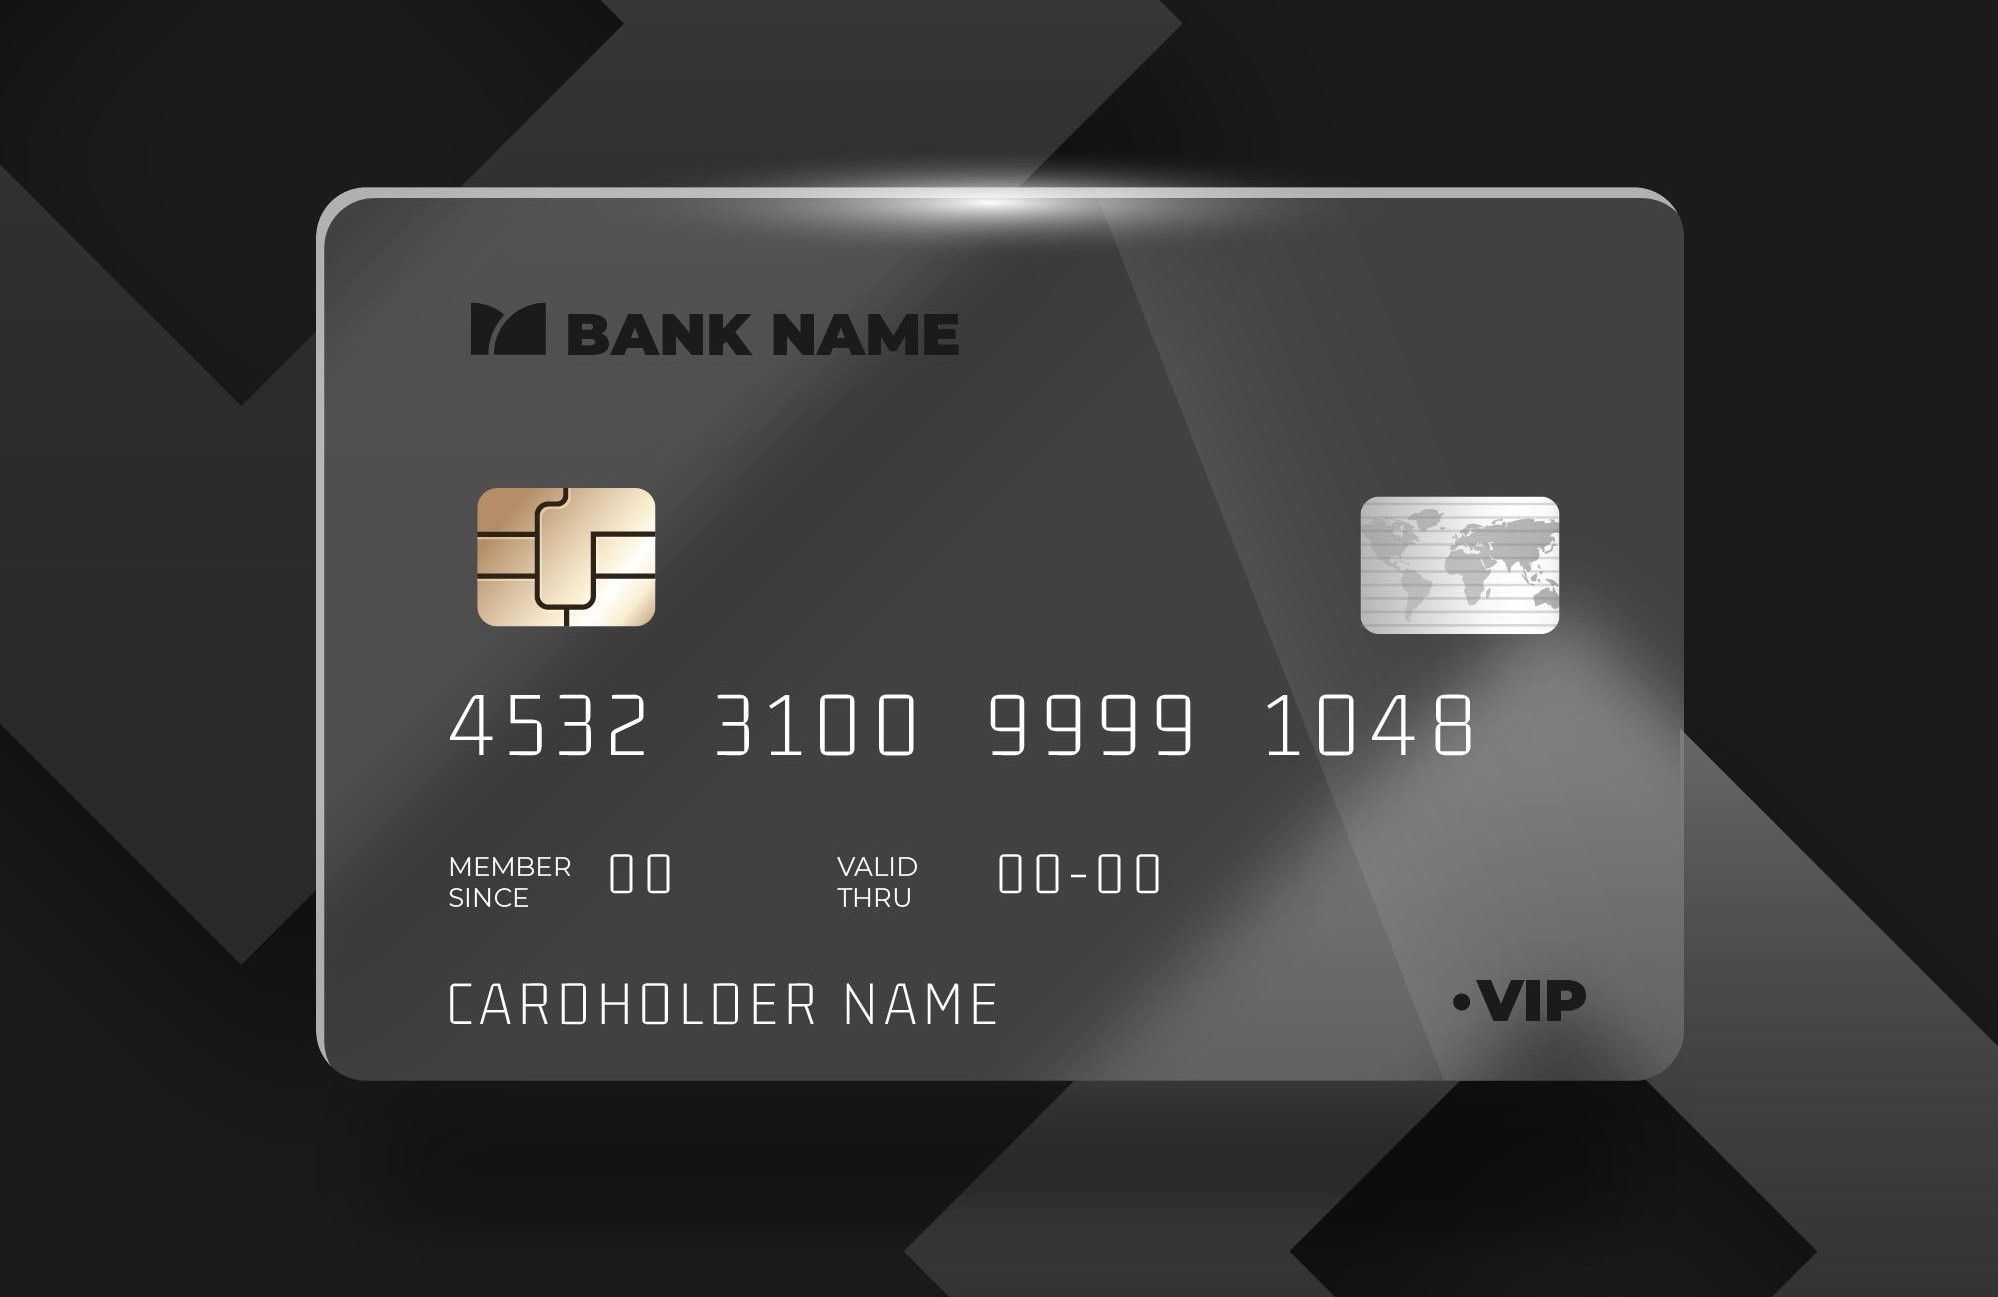 BANK NAME
4532 3100 9999 1048
MEMBER SINCE 00 VALID THRU 00-00
CARDHOLDER NAME
•VIP